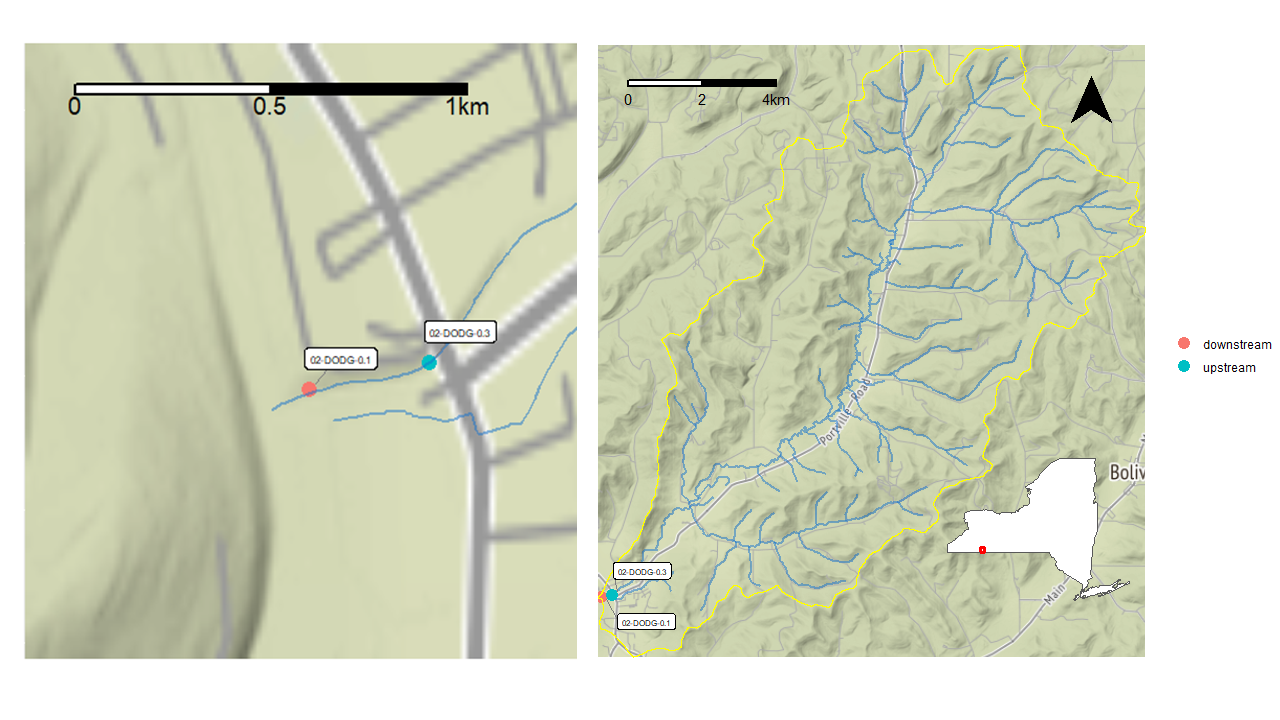 0 0.5 1km
02-DODG-0.3
02-DODG-0.1
0 2 4km
Portville Road
Boliv
02-DODG-0.3
02-DODG-0.1
Main
downstream
upstream